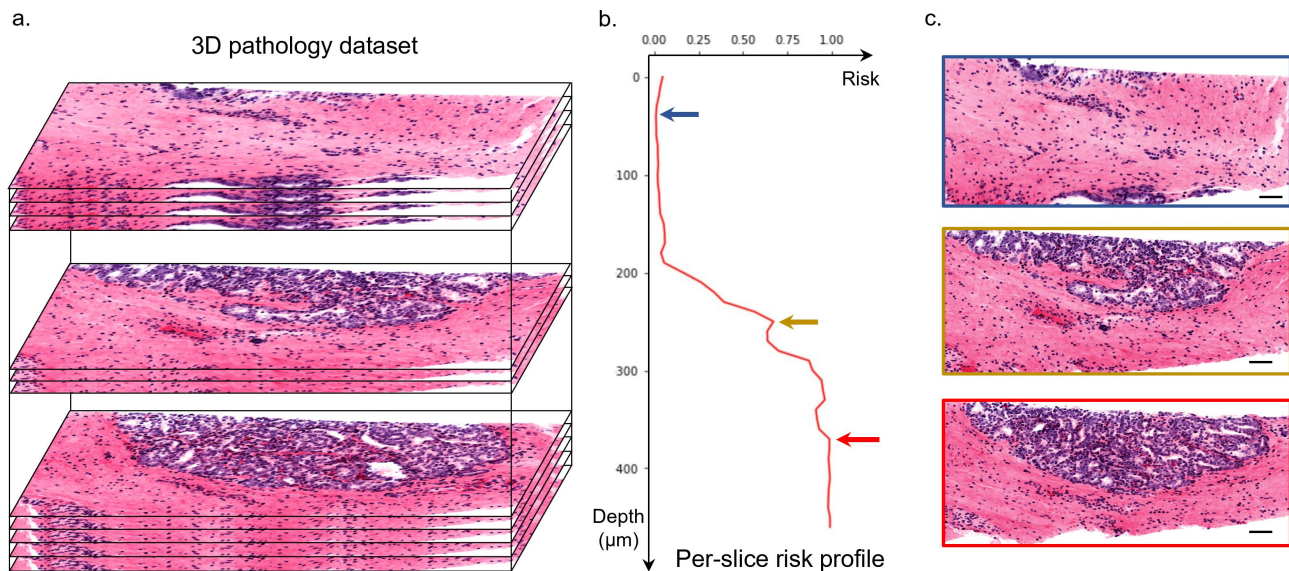 a.
3D pathology dataset
b.
0.00 0.25 0.50 0.75 1.00
Risk
0
100
200
300
400
Depth
(µm)
Per-slice risk profile
c.